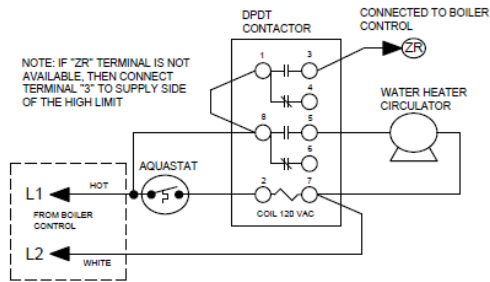 DPDT
CONTACTOR
CONNECTED TO BOILER
CONTROL
ZR
NOTE: IF "ZR" TERMINAL IS NOT
AVAILABLE, THEN CONNECT
TERMINAL "3" TO SUPPLY SIDE
OF THE HIGH LIMIT
1
3
4
WATER HEATER
CIRCULATOR
8
5
6
AQUASTAT
2
7
COIL 120 VAC
L1
HOT
FROM BOILER
CONTROL
L2
WHITE